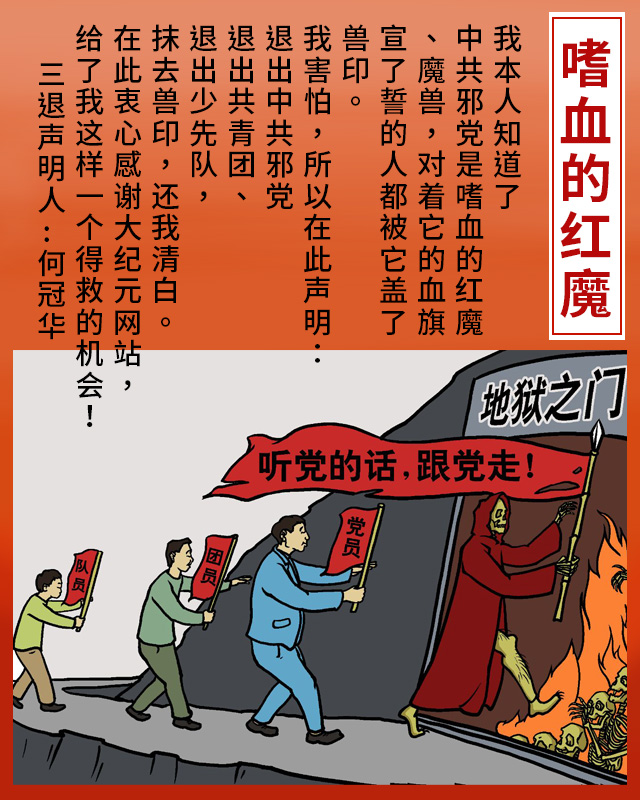 嗜血的红魔
我本人知道了
中共邪党是嗜血的红魔
、魔兽，对着它的血旗
宣了誓的人都被它盖了
兽印。
我害怕，所以在此声明：
退出中共邪党
退出共青团、
退出少先队，
抹去兽印，还我清白。
在此衷心感谢大纪元网站，
给了我这样一个得救的机会！
三退声明人：何冠华
地狱之门
听党的话，跟党走！
党员
团员
队员